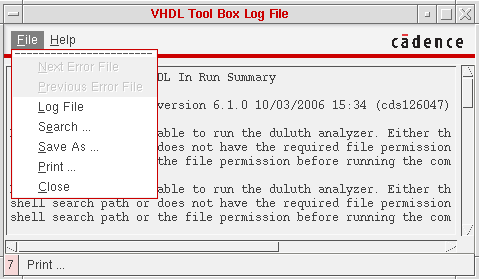 VHDL Tool Box Log File
File Help
cādence
Next Error File
Previous Error File
Log File
Search ...
Save As ...
Print ...
Close
DL In Run Summary
version 6.1.0 10/03/2006 15:34 (cds126047)
able to run the duluth analyzer. Either th
does not have the required file permission
the file permission before running the com
able to run the duluth analyzer. Either th
shell search path or does not have the required file permission
shell search path or the file permission before running the com
7 Print ...